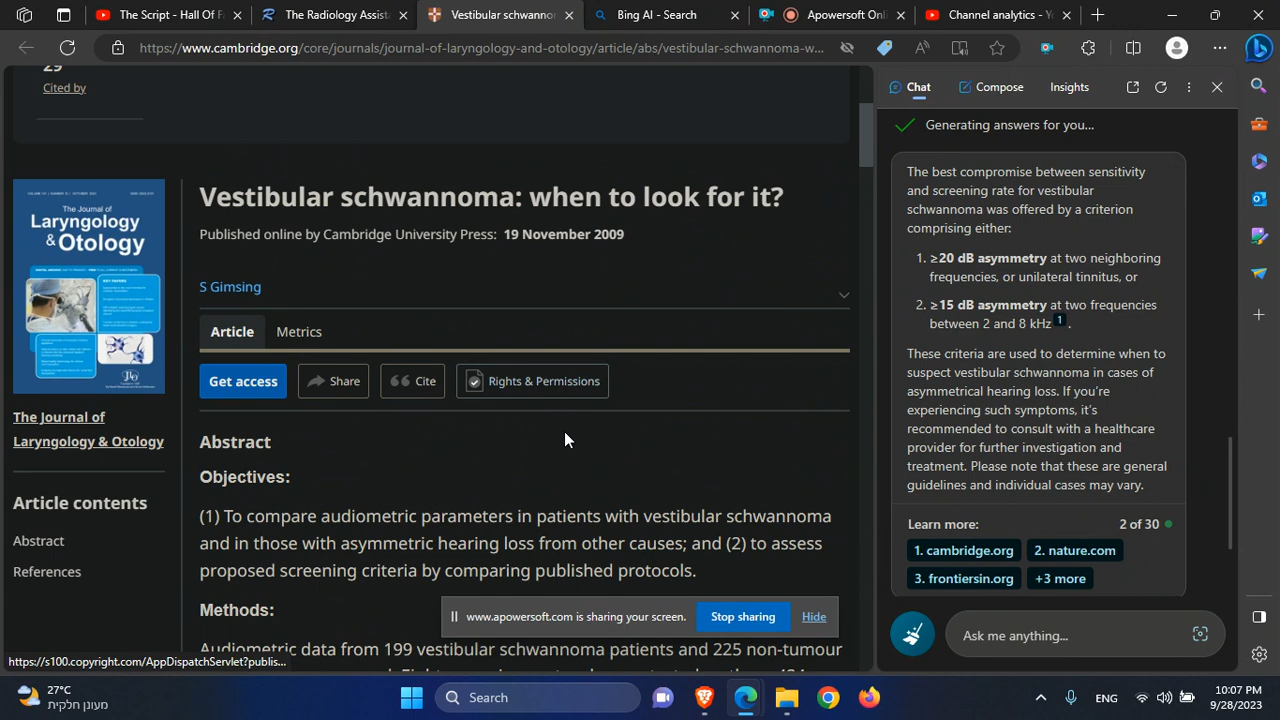 The Script - Hall Of F
The Radiology Assista
Vestibular schwannom
Bing AI - Search
Apowersoft Onl
Channel analytics - Y
https://www.cambridge.org/core/journals/journal-of-laryngology-and-otology/article/abs/vestibular-schwannoma-w...
29
Cited by
Vestibular schwannoma: when to look for it?
Published online by Cambridge University Press: 19 November 2009
S Gimsing
Article Metrics
Get access Share Cite Rights & Permissions
The Journal of
Laryngology
& Otology
The Journal of
Laryngology & Otology
Article contents
Abstract
References
Abstract
Objectives:
(1) To compare audiometric parameters in patients with vestibular schwannoma
and in those with asymmetric hearing loss from other causes; and (2) to assess
proposed screening criteria by comparing published protocols.
Methods:
Audiometric data from 199 vestibular schwannoma patients and 225 non-tumour
www.apowersoft.com is sharing your screen. Stop sharing Hide
https://s100.copyright.com/AppDispatchServlet?publis...
Chat Compose Insights
Generating answers for you...
The best compromise between sensitivity
and screening rate for vestibular
schwannoma was offered by a criterion
comprising either:
1. ≥20 dB asymmetry at two neighboring
frequencies or unilateral tinnitus, or
2. ≥15 dB asymmetry at two frequencies
between 2 and 8 kHz 1 .
These criteria are used to determine when to
suspect vestibular schwannoma in cases of
asymmetrical hearing loss. If you're
experiencing such symptoms, it's
recommended to consult with a healthcare
provider for further investigation and
treatment. Please note that these are general
guidelines and individual cases may vary.
Learn more: 2 of 30
1. cambridge.org 2. nature.com
3. frontiersin.org +3 more
Ask me anything...
27°C
מעונן חלקית
Search
ENG
10:07 PM
9/28/2023